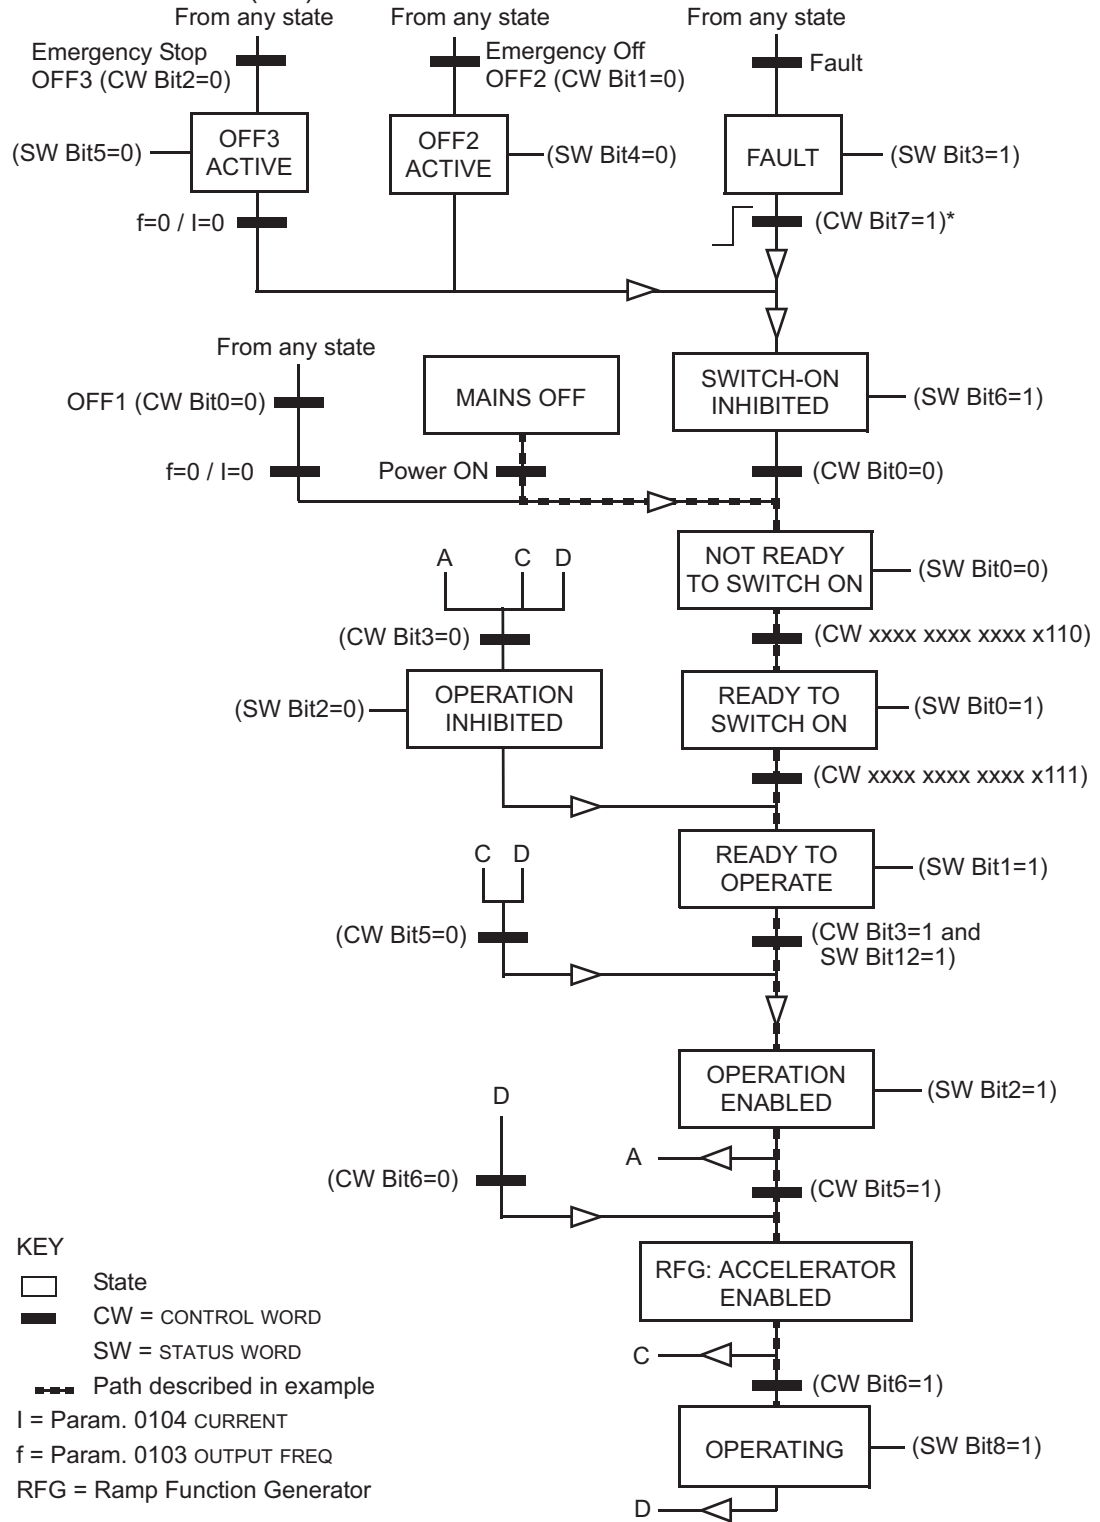 From any state
From any state
From any state
Emergency Stop
OFF3 (CW Bit2=0)
Emergency Off
OFF2 (CW Bit1=0)
Fault
(SW Bit5=0)
OFF3
ACTIVE
OFF2
ACTIVE
(SW Bit4=0)
FAULT
(SW Bit3=1)
f=0 / I=0
(CW Bit7=1)*
From any state
OFF1 (CW Bit0=0)
MAINS OFF
SWITCH-ON
INHIBITED
(SW Bit6=1)
f=0 / I=0
Power ON
(CW Bit0=0)
A
C
D
NOT READY
TO SWITCH ON
(SW Bit0=0)
(CW Bit3=0)
(CW xxxx xxxx xxxx x110)
(SW Bit2=0)
OPERATION
INHIBITED
READY TO
SWITCH ON
(SW Bit0=1)
(CW xxxx xxxx xxxx x111)
C
D
READY TO
OPERATE
(SW Bit1=1)
(CW Bit5=0)
(CW Bit3=1 and
SW Bit12=1)
OPERATION
ENABLED
(SW Bit2=1)
D
A
(CW Bit6=0)
(CW Bit5=1)
RFG: ACCELERATOR
ENABLED
C
(CW Bit6=1)
OPERATING
(SW Bit8=1)
D
KEY
State
CW = CONTROL WORD
SW = STATUS WORD
Path described in example
I = Param. 0104 CURRENT
f = Param. 0103 OUTPUT FREQ
RFG = Ramp Function Generator